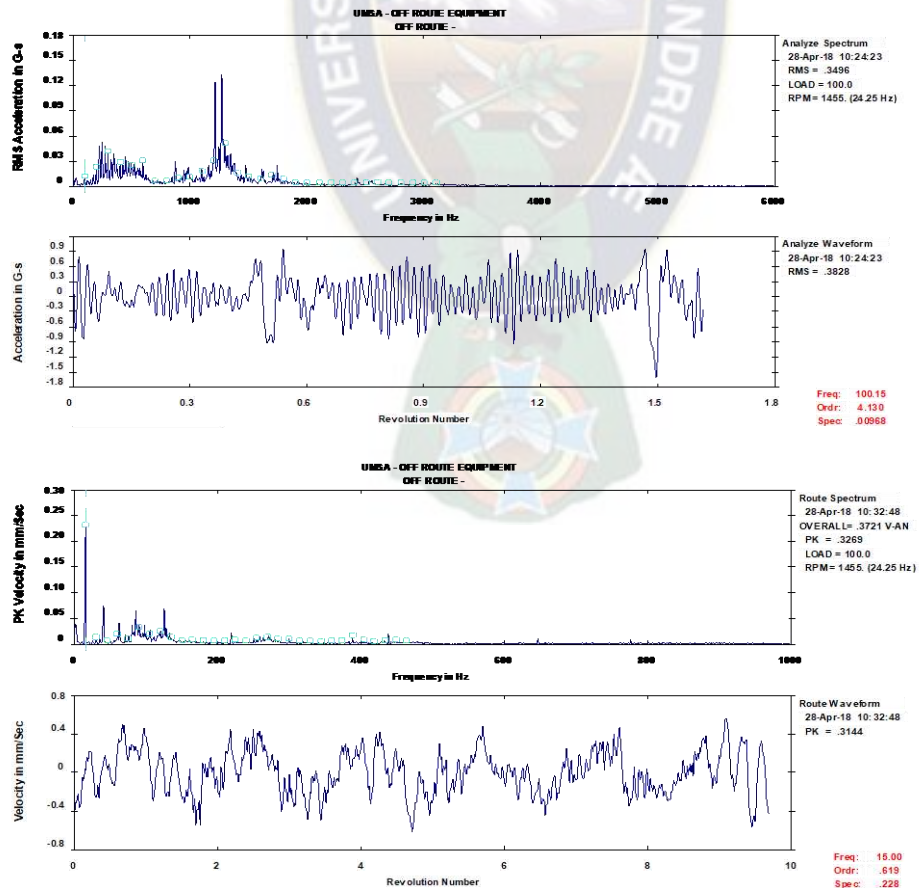 UMSA - OFF ROUTE EQUIPMENT
OFF ROUTE -
RMS Acceleration in G-s
0.18
0.15
0.12
0.09
0.06
0.03
0
0 1000 2000 3000 4000 5000 6000
Frequency in Hz
Analyze Spectrum
28-Apr-18 10:24:23
RMS = .3496
LOAD = 100.0
RPM = 1455. (24.25 Hz)
Acceleration in G-s
0.9
0.6
0.3
0
-0.3
-0.6
-0.9
-1.2
-1.5
-1.8
0 0.3 0.6 0.9 1.2 1.5 1.8
Revolution Number
Analyze Waveform
28-Apr-18 10:24:23
RMS = .3828
Freq: 100.15
Ordr: 4.130
Spec: .00968
UMSA - OFF ROUTE EQUIPMENT
OFF ROUTE -
PK Velocity in mm/Sec
0.30
0.25
0.20
0.15
0.10
0.05
0
0 200 400 600 800 1000
Frequency in Hz
Route Spectrum
28-Apr-18 10:32:48
OVERALL= .3721 V-AN
PK = .3269
LOAD = 100.0
RPM = 1455. (24.25 Hz)
Velocity in mm/Sec
0.8
0.4
0
-0.4
-0.8
0 2 4 6 8 10
Revolution Number
Route Waveform
28-Apr-18 10:32:48
PK = .3144
Freq: 15.00
Ordr: .619
Spec: .228
UNIVERS
ANDRE